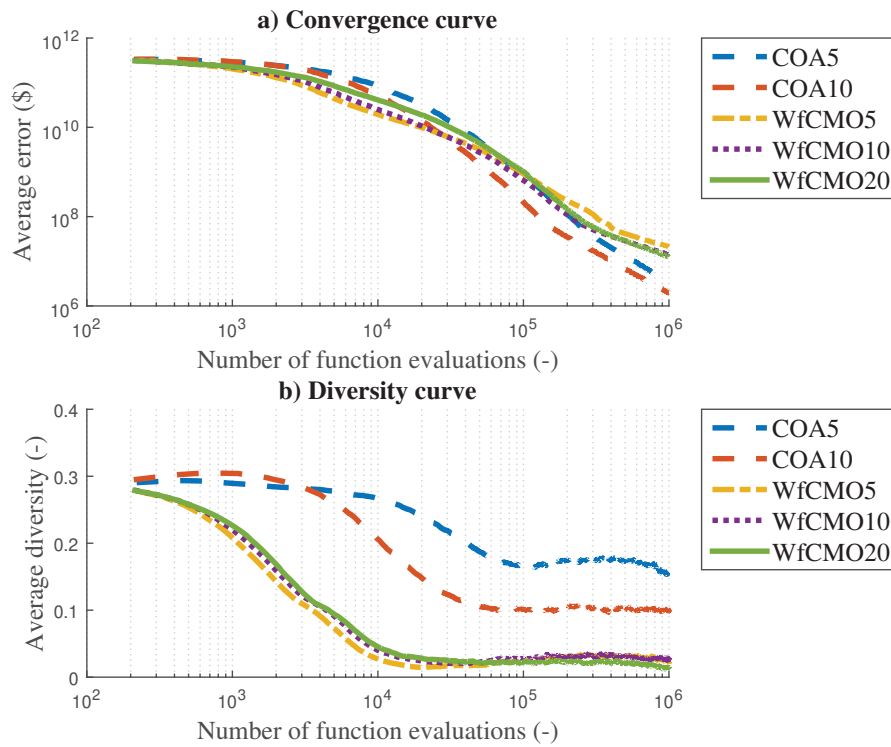 a) Convergence curve
Average error ($)
10^12
10^10
10^8
10^6
10^2
10^3
10^4
10^5
10^6
Number of function evaluations (-)
COA5
COA10
WfCMO5
WfCMO10
WfCMO20
b) Diversity curve
Average diversity (-)
0.4
0.3
0.2
0.1
0
10^2
10^3
10^4
10^5
10^6
Number of function evaluations (-)
COA5
COA10
WfCMO5
WfCMO10
WfCMO20